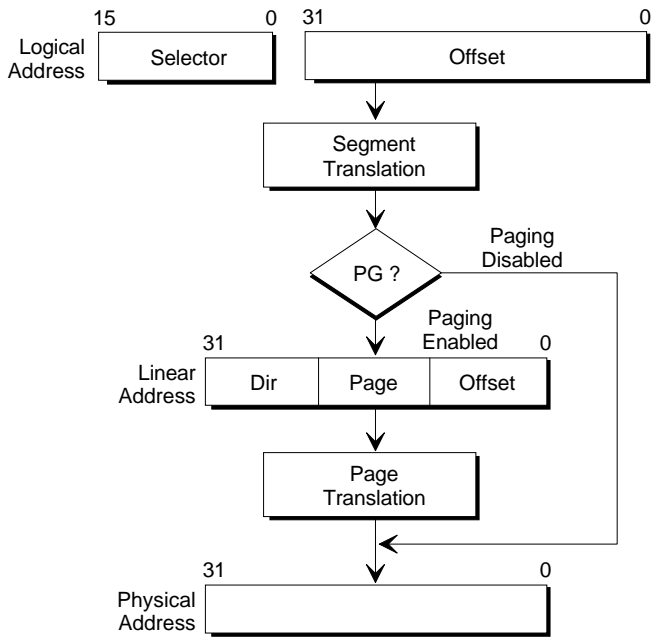 15 0 31 0
Logical
Address
Selector
Offset
Segment
Translation
PG ?
Paging
Disabled
Paging
Enabled
31 0
Linear
Address
Dir Page Offset
Page
Translation
31 0
Physical
Address